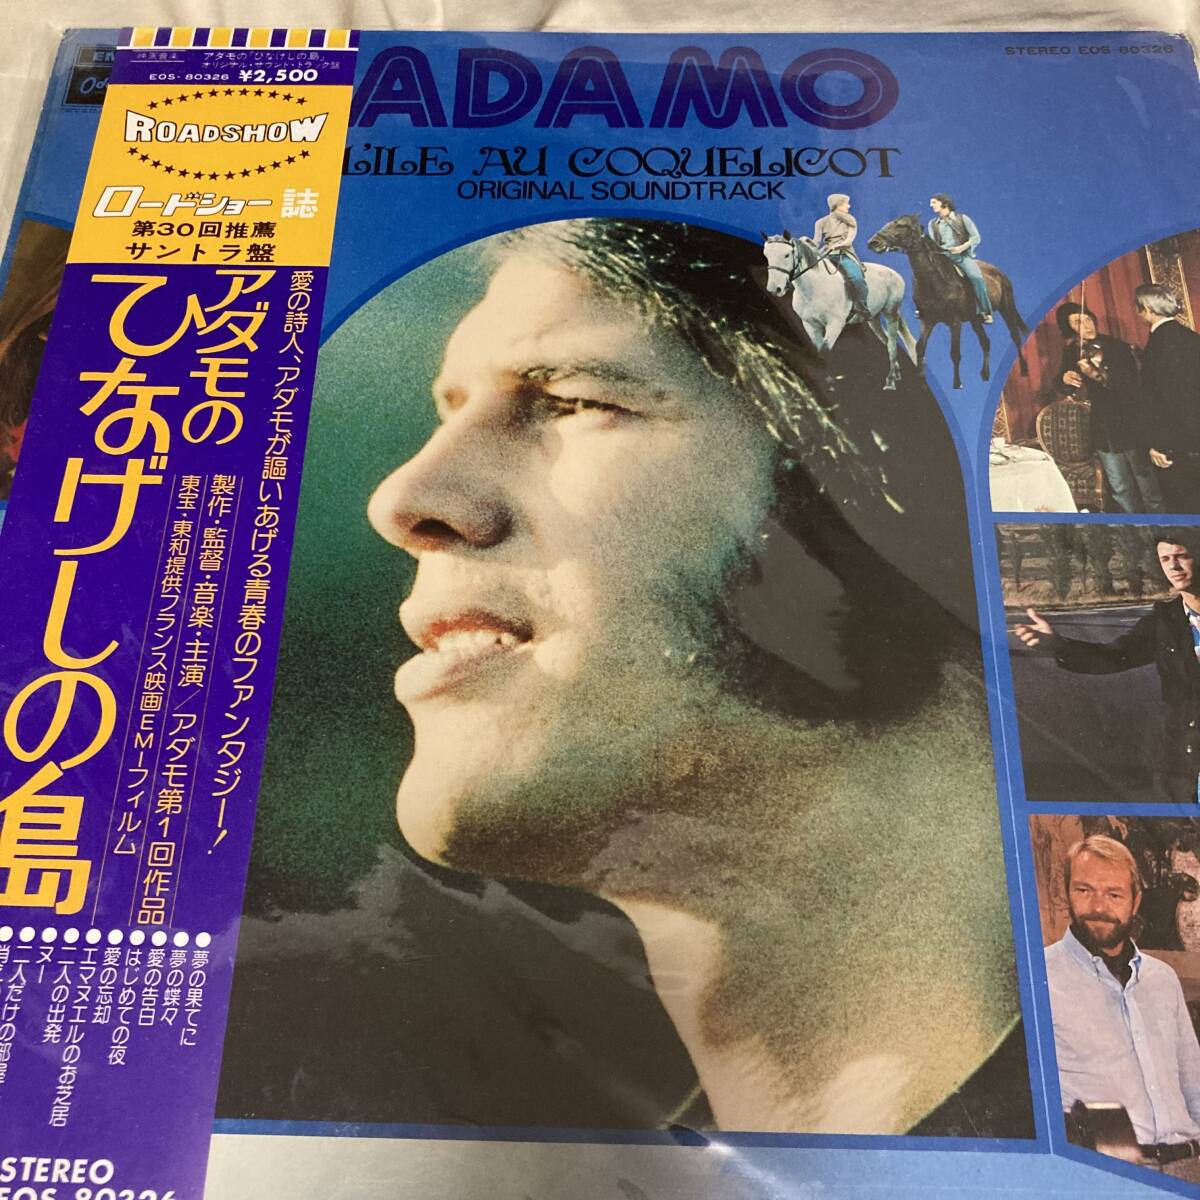 映画音楽
アダモの「ひなげしの島」
オリジナル・サウンド・トラック盤
EOS-80326 ¥2,500
ROADSHOW
ロードショー誌
第30回推薦
サントラ盤
愛の詩人、アダモが謳いあげる青春のファンタジー！
アダモの
ひなげしの島
製作・監督・音楽・主演／アダモ第1回作品
東宝・東和提供フランス映画EMIフィルム
●夢の果てに
●夢の蝶々
●愛の告白
●はじめての夜
●愛の忘却
●エマヌエルのお芝居
●二人の出発
●ヌー
●二人だけの部屋
STEREO
EOS-80326
ADAMO
STEREO EOS-80326
L'ILE AU COQUELICOT
ORIGINAL SOUNDTRACK